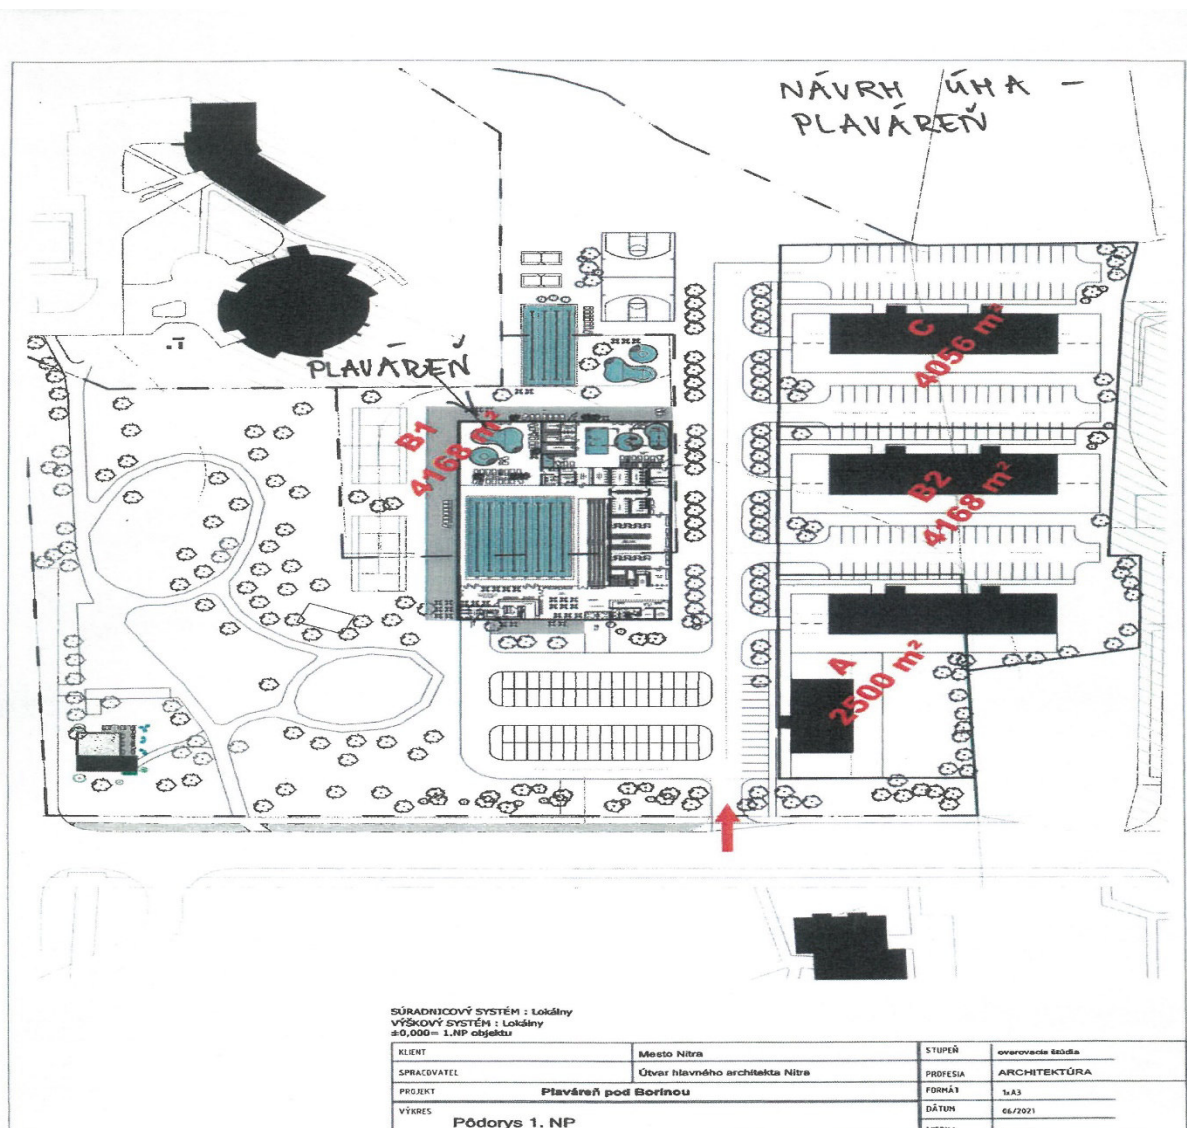 NÁVRH ÚHA -
PLAVÁREŇ
PLAVÁREŇ
B1
4168 m²
C
4056 m²
B2
4168 m²
A
2500 m²
SÚRADNICOVÝ SYSTÉM : Lokálny
VÝŠKOVÝ SYSTÉM : Lokálny
±0,000= 1.NP objektu
KLIENT Mesto Nitra
SPRACOVATEĽ Útvar hlavného architekta Nitra
PROJEKT Plaváreň pod Borinou
VÝKRES
Pôdorys 1. NP
STUPEŇ overovacia štúdia
PROFESIA ARCHITEKTÚRA
FORMÁT 1xA3
DÁTUM 06/2021